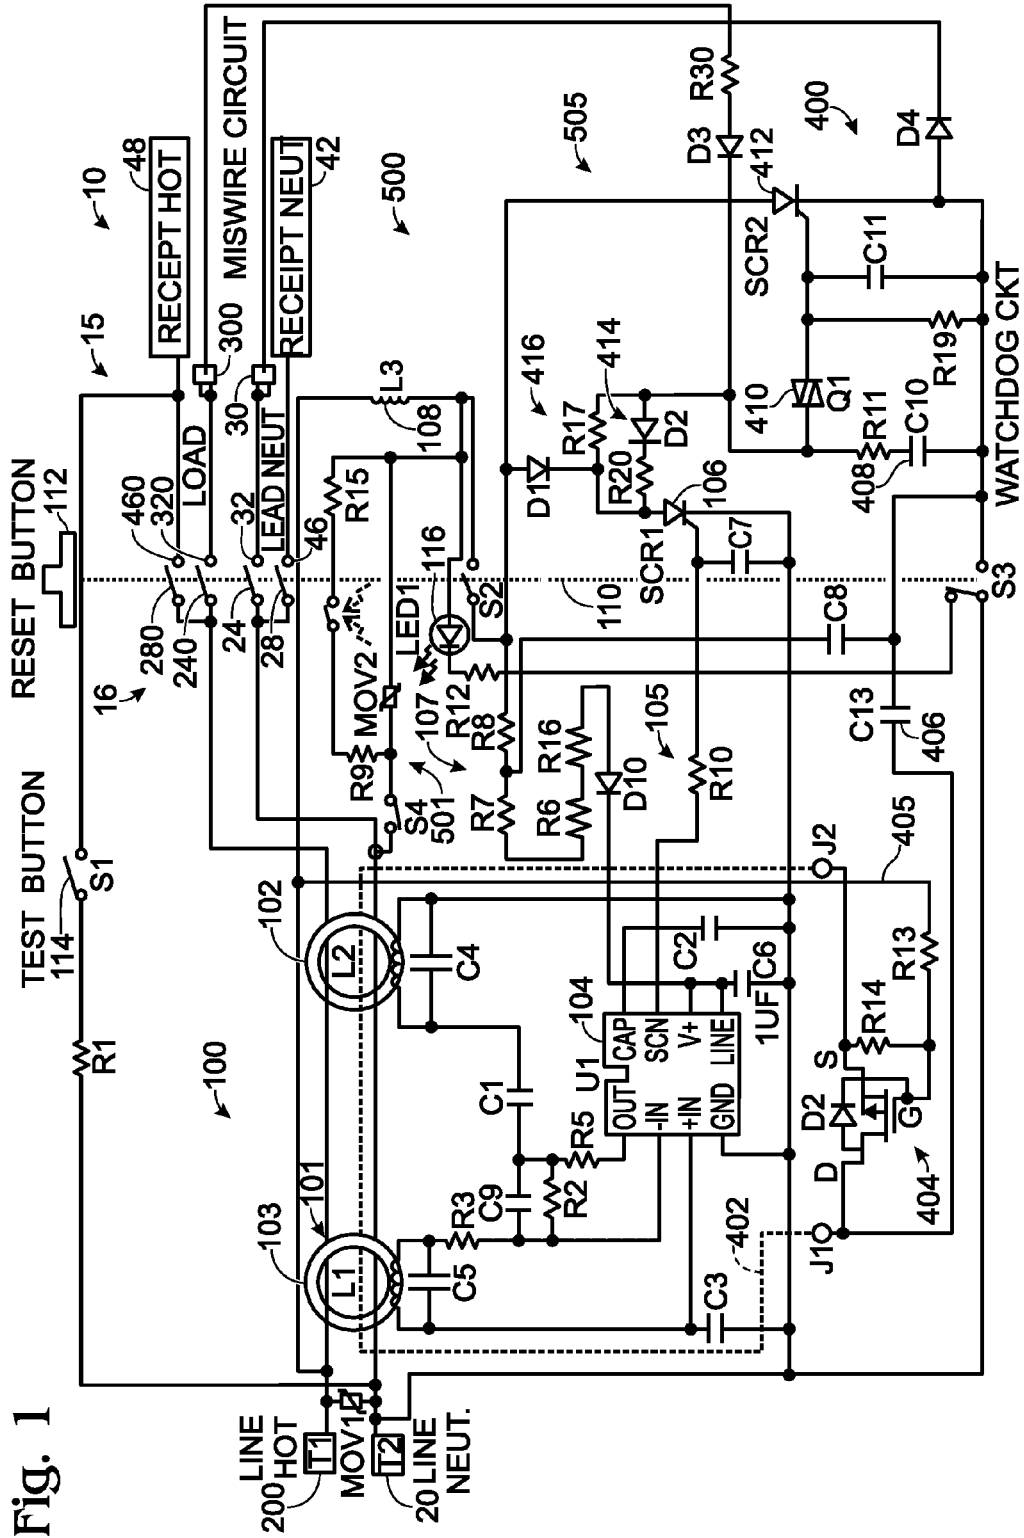 Fig. 1
RESET BUTTON
112
TEST BUTTON
114
S1
R1
16
15
10
RECEPT HOT
48
460
320
LOAD
300
MISWIRE CIRCUIT
30
32
LEAD NEUT
RECEIPT NEUT
42
46
280
240
24
28
500
505
400
100
LINE
HOT
200
T1
MOV1
T2
20
LINE
NEUT.
103
101
L1
102
L2
C5
C4
R3
C9
R2
C1
R5
R9
R15
MOV2
S4
501
107
LED1
116
R12
S2
108
L3
R7
R8
R6
R16
D10
105
R10
110
SCR1
106
C7
D1
416
R17
414
R20
D2
R30
D3
412
SCR2
D4
410
Q1
C11
R19
R11
408
C10
WATCHDOG CKT
S3
C8
C13
406
405
J2
R13
R14
S
D2
D
G
404
J1
402
C3
U1
104
OUT
-IN
+IN
GND
CAP
SCN
V+
LINE
C2
C6
1UF